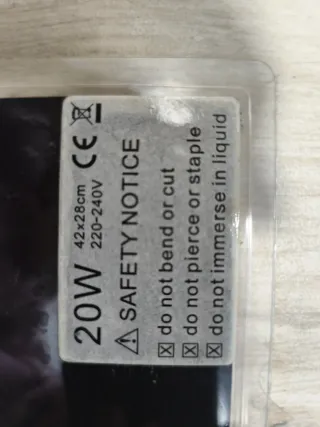 20W 42x28cm
220-240V CE
⚠ SAFETY NOTICE
☒ do not bend or cut
☒ do not pierce or staple
☒ do not immerse in liquid